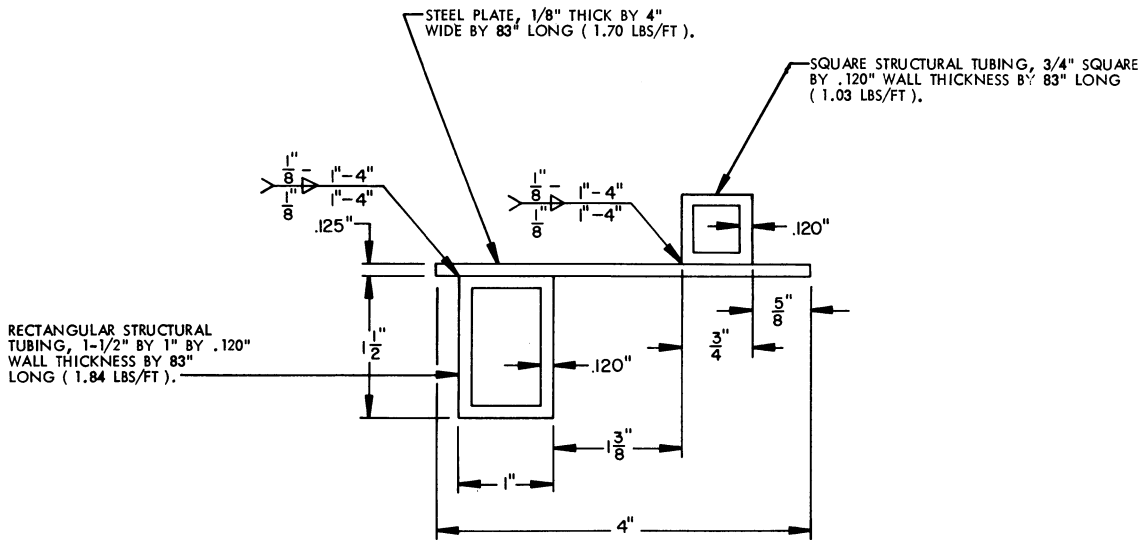 STEEL PLATE, 1/8" THICK BY 4"
WIDE BY 83" LONG ( 1.70 LBS/FT ).
SQUARE STRUCTURAL TUBING, 3/4" SQUARE
BY .120" WALL THICKNESS BY 83" LONG
( 1.03 LBS/FT ).
1/8" 1"-4"
1/8" 1"-4"
1/8" 1"-4"
1/8" 1"-4"
.125"
.120"
5/8"
3/4"
RECTANGULAR STRUCTURAL
TUBING, 1-1/2" BY 1" BY .120"
WALL THICKNESS BY 83"
LONG ( 1.84 LBS/FT ).
1 1/2"
.120"
1 3/8"
1"
4"